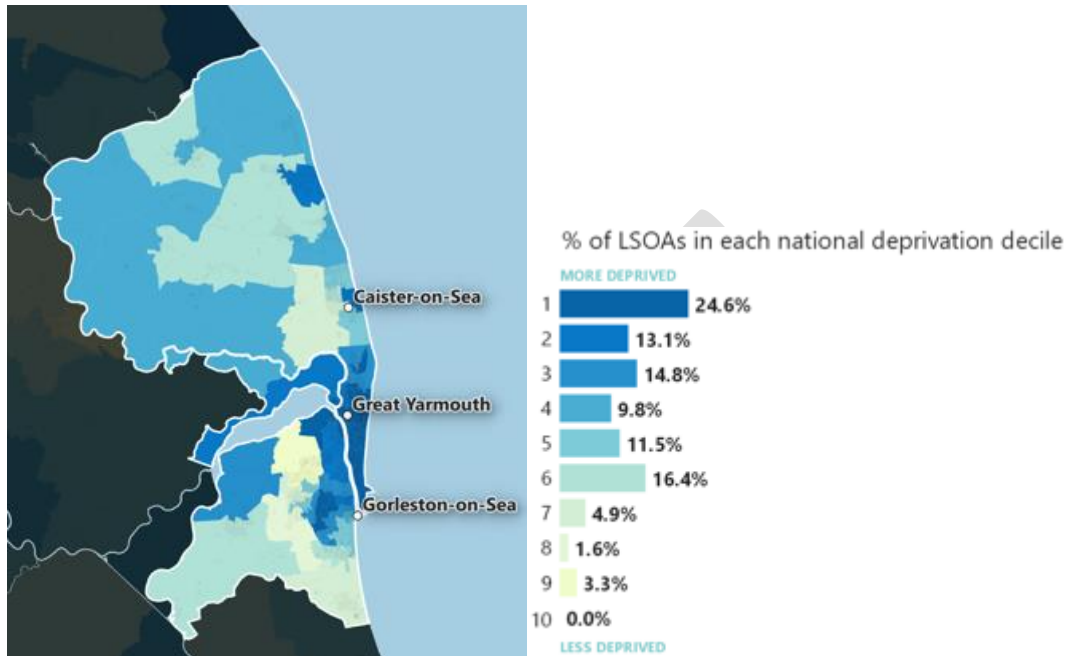 Caister-on-Sea
Great Yarmouth
Gorleston-on-Sea
% of LSOAs in each national deprivation decile
MORE DEPRIVED
1 24.6%
2 13.1%
3 14.8%
4 9.8%
5 11.5%
6 16.4%
7 4.9%
8 1.6%
9 3.3%
10 0.0%
LESS DEPRIVED